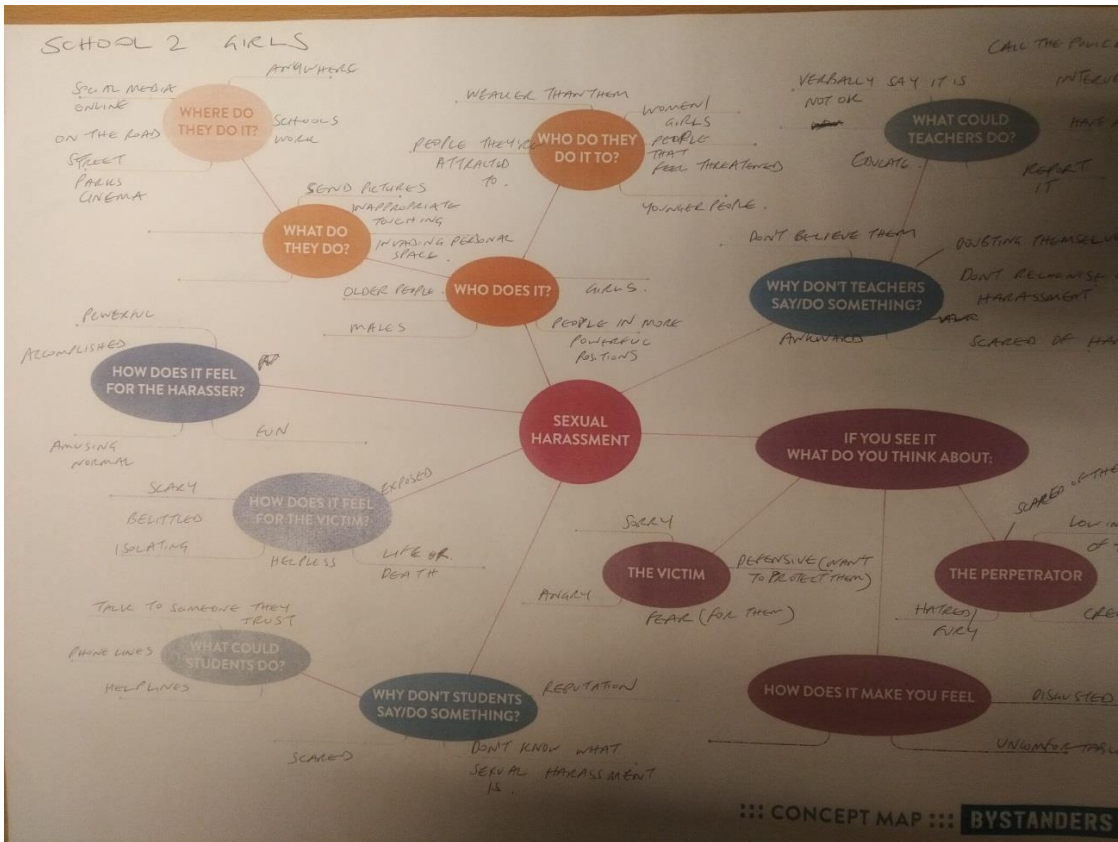 SCHOOL 2 GIRLS
ANYWHERE
SOCIAL MEDIA
ONLINE
WHERE DO
THEY DO IT?
SCHOOLS
WORK
ON THE ROAD
STREET
PARKS
CINEMA
WEAKER THAN THEM
WHO DO THEY
DO IT TO?
WOMEN/
GIRLS
PEOPLE
THAT
FEEL THREATENED
PEOPLE THEY'RE
ATTRACTED
TO.
YOUNGER PEOPLE.
CALL THE POLICE
VERBALLY SAY IT IS
NOT OK
WHAT COULD
TEACHERS DO?
HAVE
EDUCATE.
REPORT
IT
SEND PICTURES
INAPPROPRIATE
TOUCHING
WHAT DO
THEY DO?
INVADING PERSONAL
SPACE.
OLDER PEOPLE.
WHO DOES IT?
GIRLS.
MALES
PEOPLE IN MORE
POWERFUL
POSITIONS
DON'T BELIEVE THEM
DOUBTING
WHY DON'T TEACHERS
SAY/DO SOMETHING?
DON'T RECOGNISE
HARASSMENT
AWKWARD
SCARED OF
POWERFUL
ACCOMPLISHED
HOW DOES IT FEEL
FOR THE HARASSER?
FUN
AMUSING
NORMAL
SEXUAL
HARASSMENT
IF YOU SEE IT
WHAT DO YOU THINK ABOUT:
SCARY
EXPOSED
HOW DOES IT FEEL
FOR THE VICTIM?
BELITTLED
ISOLATING
HELPLESS
LIFE OR
DEATH
SORRY
THE VICTIM
DEFENSIVE (WANT
TO PROTECT THEM)
ANGRY
FEAR (FOR THEM)
SCARED OF
LOW
OF
THE PERPETRATOR
HATRED/
FURY
TALK TO SOMEONE THEY
TRUST
PHONE LINES
WHAT COULD
STUDENTS DO?
HELPLINES
WHY DON'T STUDENTS
SAY/DO SOMETHING?
REPUTATION
SCARED
DON'T KNOW WHAT
SEXUAL HARASSMENT
IS.
HOW DOES IT MAKE YOU FEEL
DISGUSTED
UNCOMFORTABLE
::: CONCEPT MAP ::: BYSTANDERS